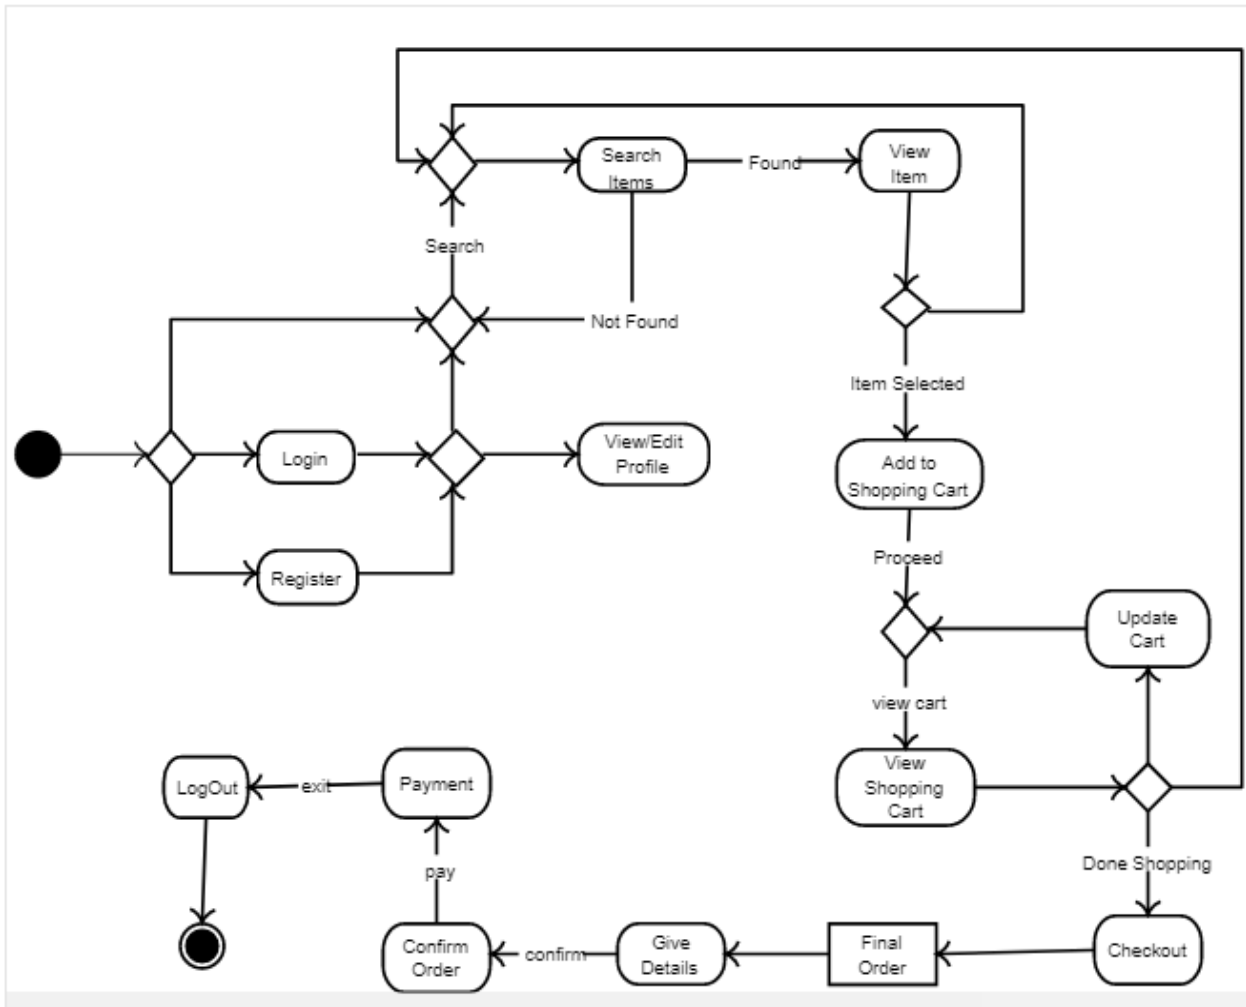 Search
Items
Found
View
Item
Search
Not Found
Item Selected
Login
View/Edit
Profile
Add to
Shopping Cart
Register
Proceed
Update
Cart
view cart
View
Shopping
Cart
LogOut
exit
Payment
pay
Done Shopping
Confirm
Order
confirm
Give
Details
Final
Order
Checkout